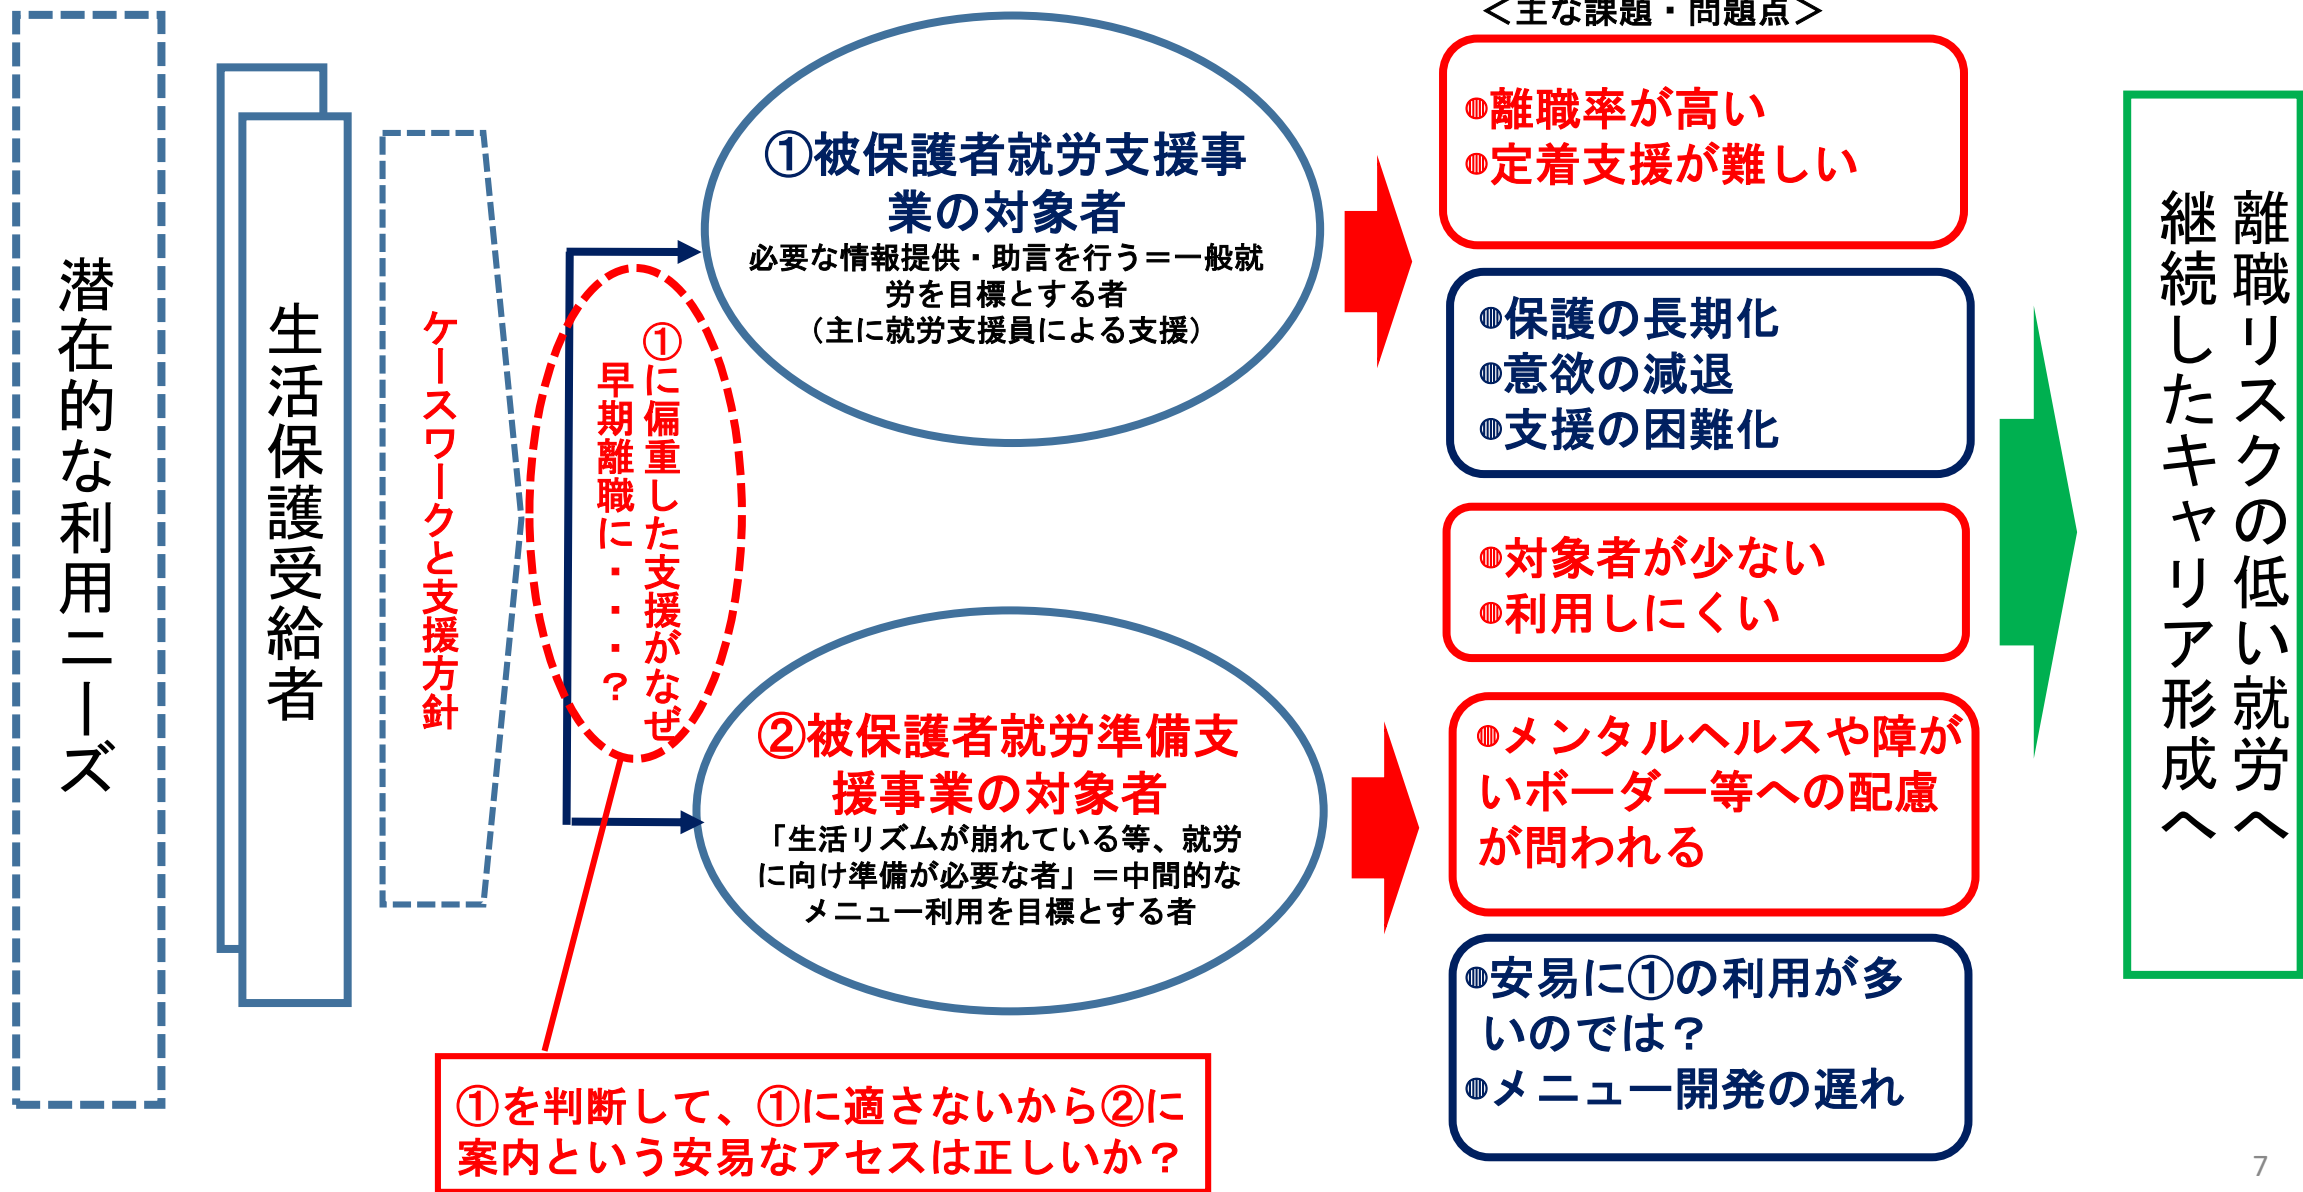 ＜主な課題・問題点＞
潜在的な利用ニーズ
生活保護受給者
ケースワークと支援方針
①に偏重した支援がなぜ
早期離職に・・・？
①被保護者就労支援事
業の対象者
必要な情報提供・助言を行う＝一般就
労を目標とする者
（主に就労支援員による支援）
②被保護者就労準備支
援事業の対象者
「生活リズムが崩れている等、就労
に向け準備が必要な者」＝中間的な
メニュー利用を目標とする者
①を判断して、①に適さないから②に
案内という安易なアセスは正しいか？
◍離職率が高い
◍定着支援が難しい
◍保護の長期化
◍意欲の減退
◍支援の困難化
◍対象者が少ない
◍利用しにくい
◍メンタルヘルスや障が
いボーダー等への配慮
が問われる
◍安易に①の利用が多
いのでは？
◍メニュー開発の遅れ
離職リスクの低い就労へ
継続したキャリア形成へ
7